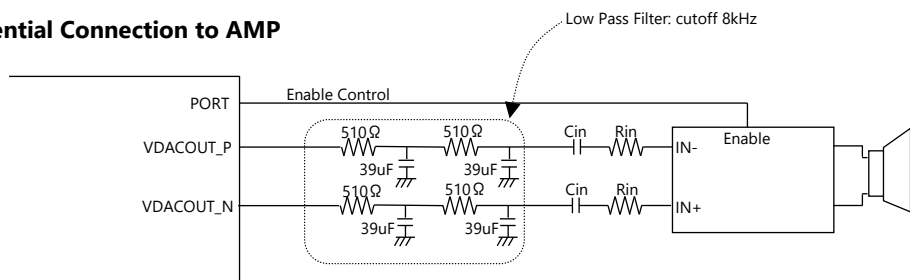 ential Connection to AMP
Low Pass Filter: cutoff 8kHz
PORT
Enable Control
VDACOUT_P
510Ω
510Ω
Cin
Rin
IN-
Enable
39uF
39uF
VDACOUT_N
510Ω
510Ω
Cin
Rin
IN+
39uF
39uF